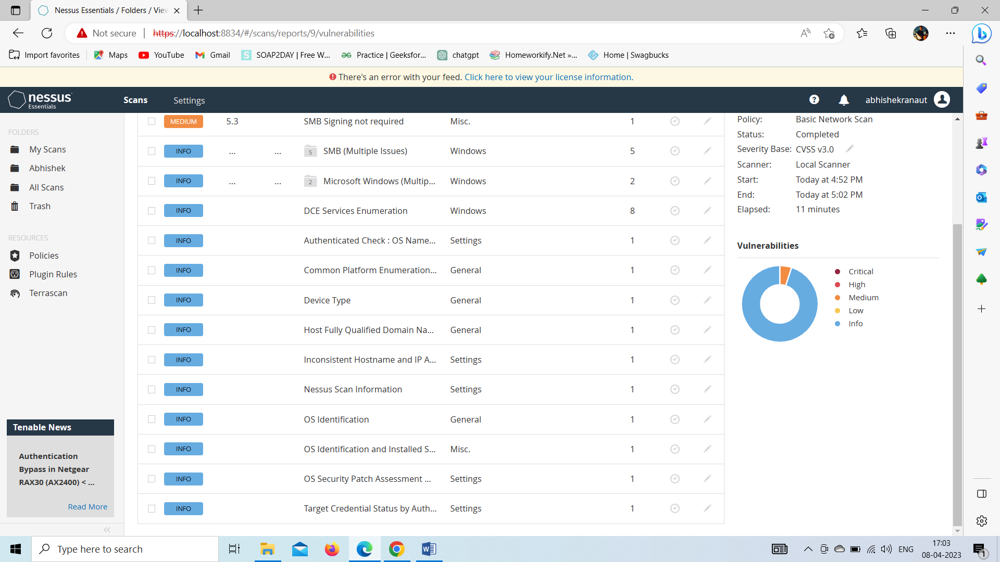 Nessus Essentials / Folders / View
Not secure
https://localhost:8834/#/scans/reports/9/vulnerabilities
Import favorites
Maps
YouTube
Gmail
SOAP2DAY | Free W...
Practice | Geeksfor...
chatgpt
Homeworkify.Net »...
Home | Swagbucks
There's an error with your feed. Click here to view your license information.
nessus
Essentials
Scans
Settings
abhishekranaut
FOLDERS
My Scans
Abhishek
All Scans
Trash
RESOURCES
Policies
Plugin Rules
Terrascan
Tenable News
Authentication
Bypass in Netgear
RAX30 (AX2400) < ...
Read More
MEDIUM 5.3 SMB Signing not required Misc. 1
INFO ... ... 5 SMB (Multiple Issues) Windows 5
INFO ... ... 2 Microsoft Windows (Multip... Windows 2
INFO DCE Services Enumeration Windows 8
INFO Authenticated Check : OS Name... Settings 1
INFO Common Platform Enumeration... General 1
INFO Device Type General 1
INFO Host Fully Qualified Domain Na... General 1
INFO Inconsistent Hostname and IP A... Settings 1
INFO Nessus Scan Information Settings 1
INFO OS Identification General 1
INFO OS Identification and Installed S... Misc. 1
INFO OS Security Patch Assessment ... Settings 1
INFO Target Credential Status by Auth... Settings 1
Policy: Basic Network Scan
Status: Completed
Severity Base: CVSS v3.0
Scanner: Local Scanner
Start: Today at 4:52 PM
End: Today at 5:02 PM
Elapsed: 11 minutes
Vulnerabilities
Critical
High
Medium
Low
Info
Type here to search
ENG
17:03
08-04-2023
1